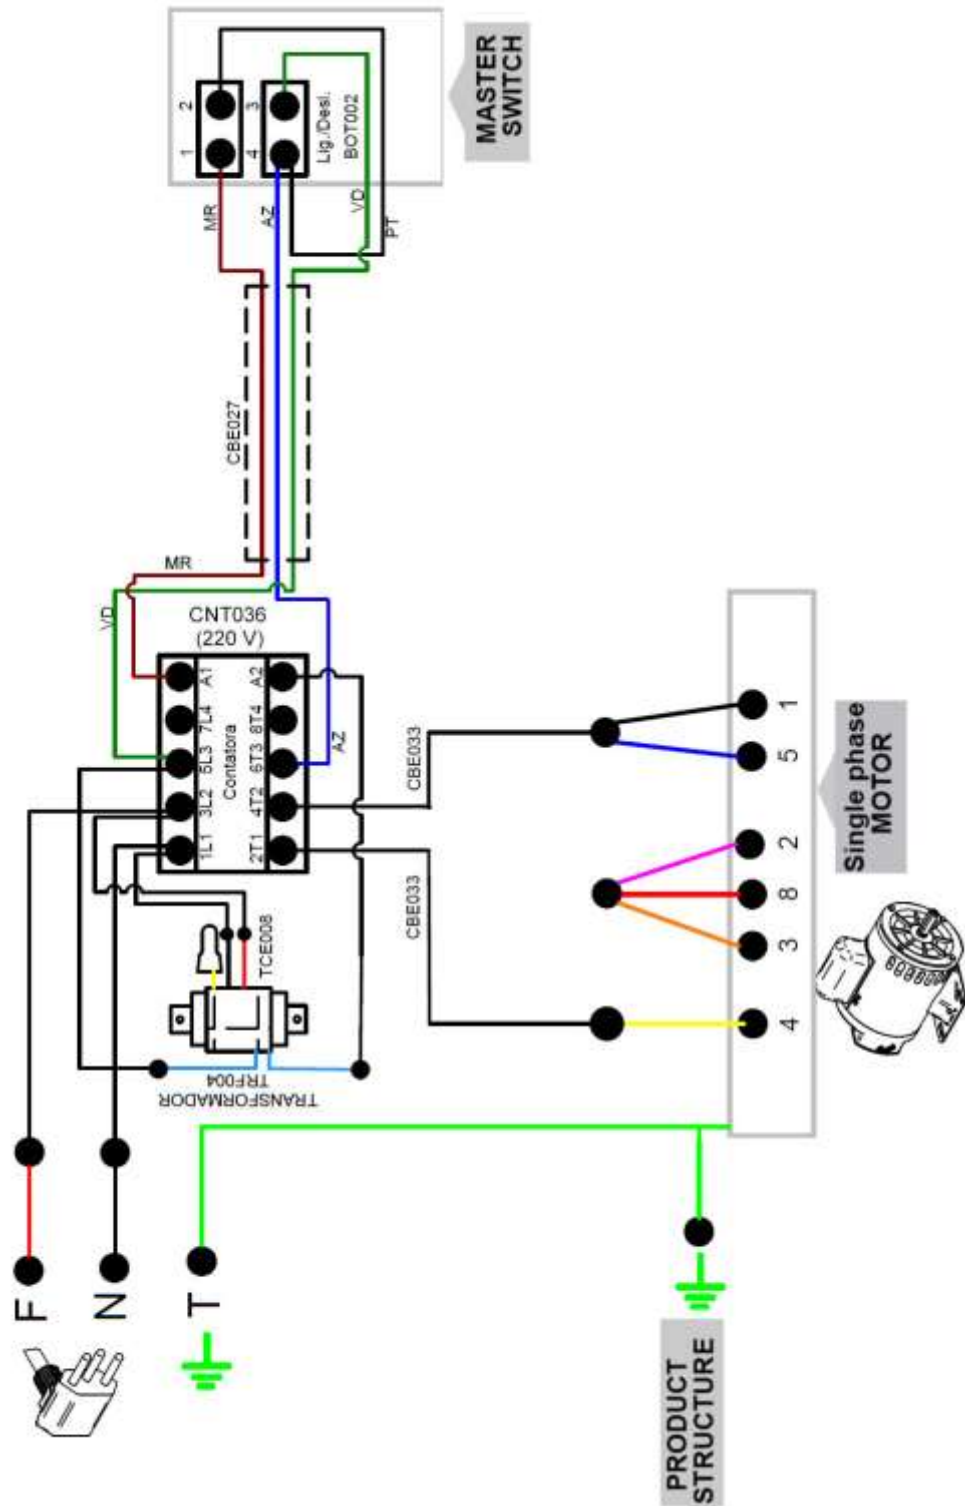 MASTER
SWITCH
1
2
4
3
Lig./Desl.
BOT002
MR
AZ
VD
PT
CBE027
MR
VD
CNT036
(220 V)
1L1
3L2
5L3
7L4
A1
Contatora
2T1
4T2
6T3
8T4
A2
AZ
CBE033
CBE033
TCE008
TRANSFORMADOR
TRF004
F
N
T
4
3
8
2
5
1
Single phase
MOTOR
PRODUCT
STRUCTURE